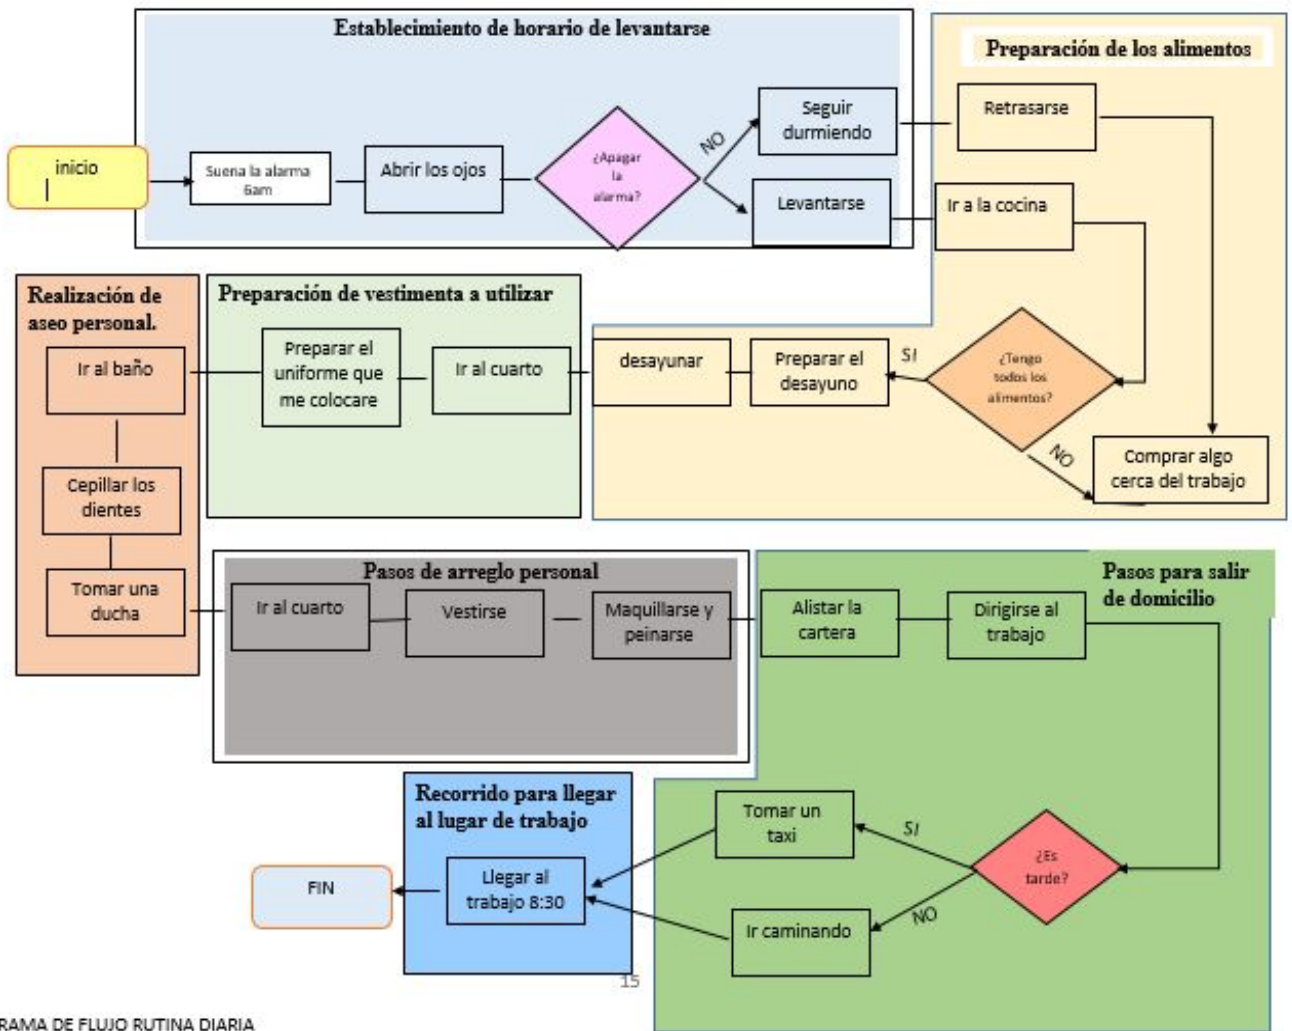 Establecimiento de horario de levantarse
Preparación de los alimentos
inicio
Suena la alarma
6am
Abrir los ojos
¿Apagar
la
alarma?
NO
Seguir
durmiendo
Levantarse
Retrasarse
Ir a la cocina
Realización de
aseo personal.
Ir al baño
Cepillar los
dientes
Tomar una
ducha
Preparación de vestimenta a utilizar
Preparar el
uniforme que
me colocare
Ir al cuarto
desayunar
Preparar el
desayuno
SI
¿Tengo
todos los
alimentos?
NO
Comprar algo
cerca del trabajo
Pasos de arreglo personal
Ir al cuarto
Vestirse
Maquillarse y
peinarse
Pasos para salir
de domicilio
Alistar la
cartera
Dirigirse al
trabajo
Recorrido para llegar
al lugar de trabajo
Tomar un
taxi
SI
¿Es
tarde?
NO
Ir caminando
Llegar al
trabajo 8:30
FIN
15
RAMA DE FLUJO RUTINA DIARIA